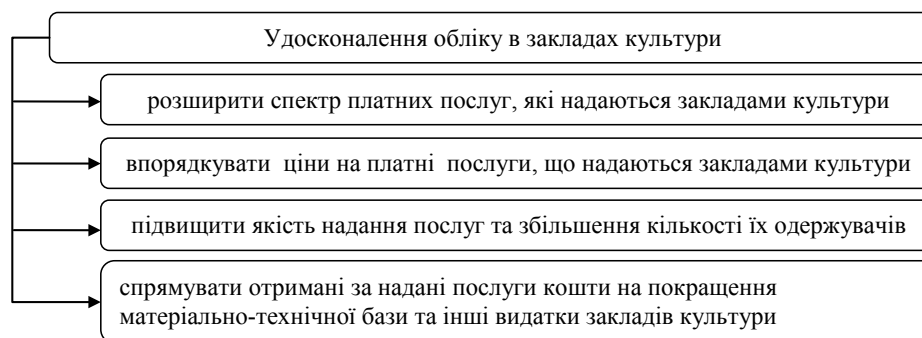 Удосконалення обліку в закладах культури
розширити спектр платних послуг, які надаються закладами культури
впорядкувати ціни на платні послуги, що надаються закладами культури
підвищити якість надання послуг та збільшення кількості їх одержувачів
спрямувати отримані за надані послуги кошти на покращення
матеріально-технічної бази та інші видатки закладів культури